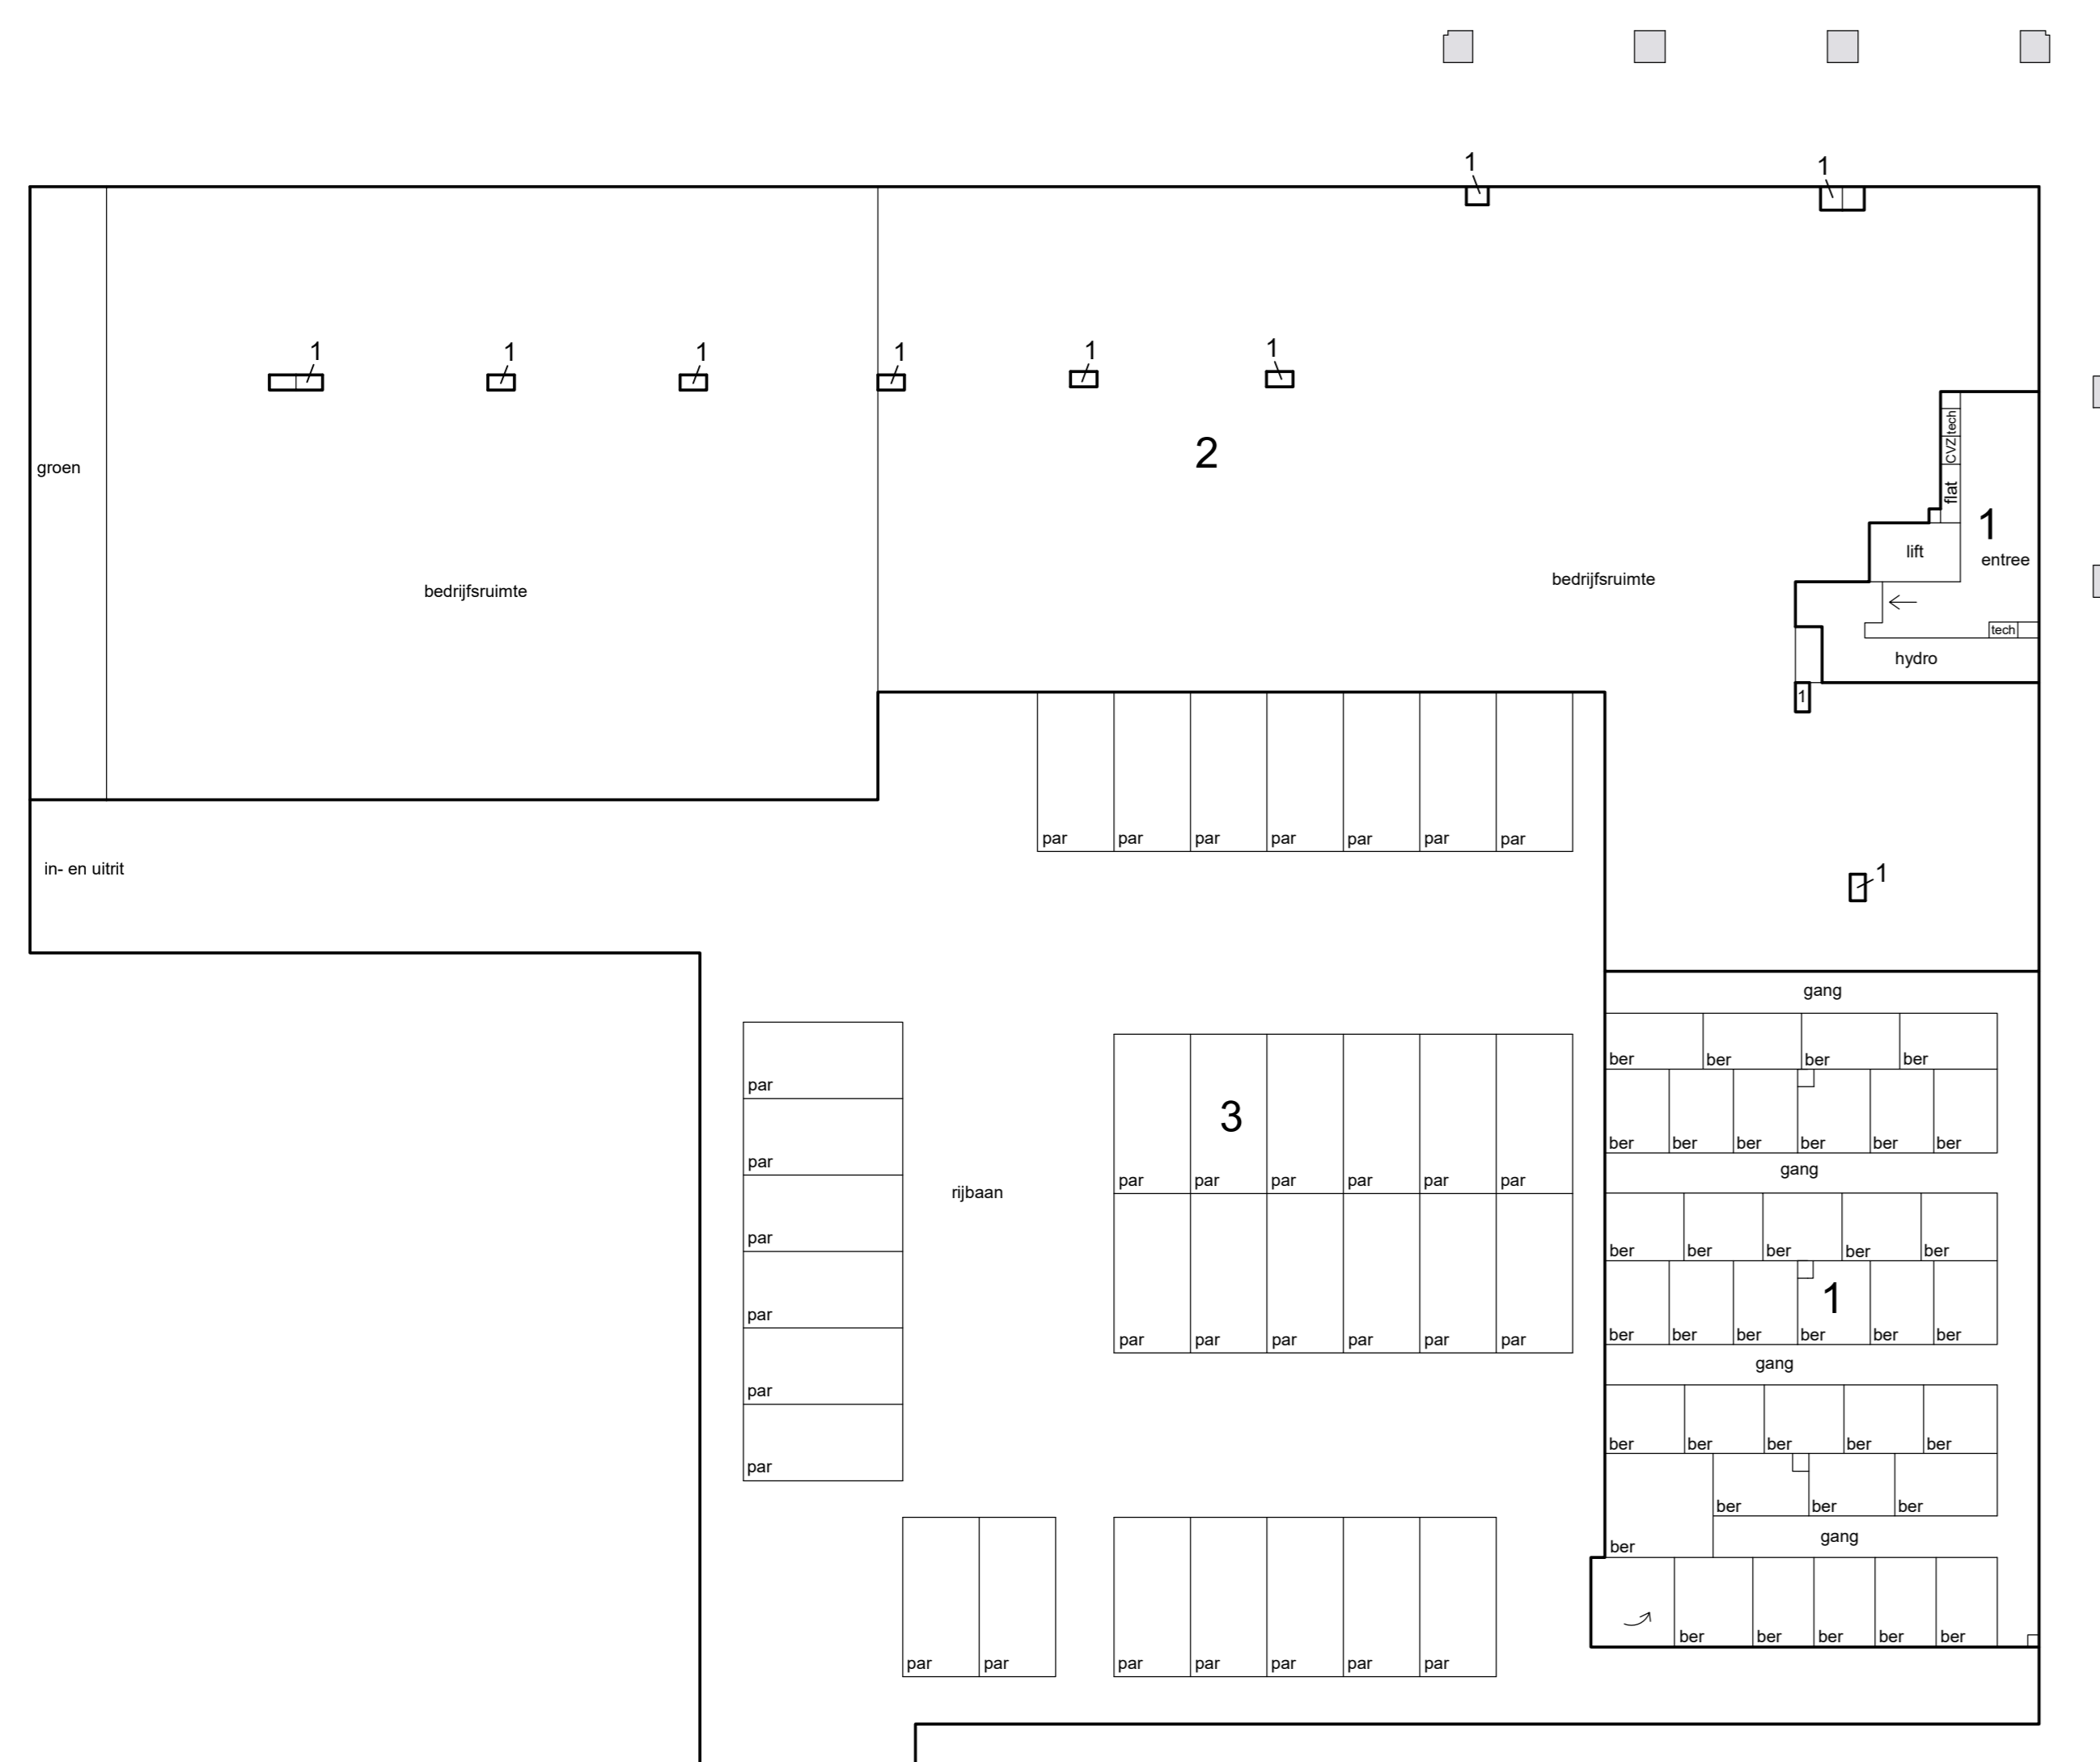 1 1
1 1 1 1 1 1
tech
CVZ
2
groen
flat
1
lift entree
bedrijfsruimte
bedrijfsruimte
tech
hydro
1
par par par par par par par
in- en uitrit
1
gang
ber ber ber ber
par
3
ber ber ber ber ber ber
par
gang
par par par par par par
rijbaan
par
ber ber ber ber ber
1
par
par par par par par par
ber ber ber ber ber ber
gang
par
ber ber ber ber ber
par
ber ber ber
gang
ber
ber ber ber ber ber
par par par par par par par